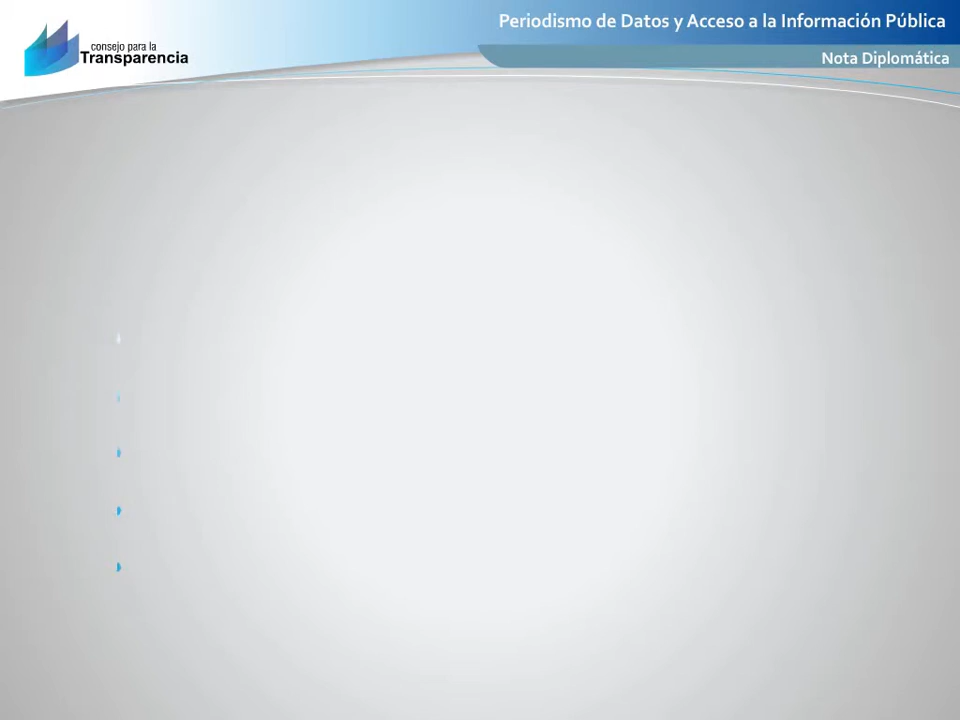 Periodismo de Datos y Acceso a la Información Pública
consejo para la
Transparencia
Nota Diplomática